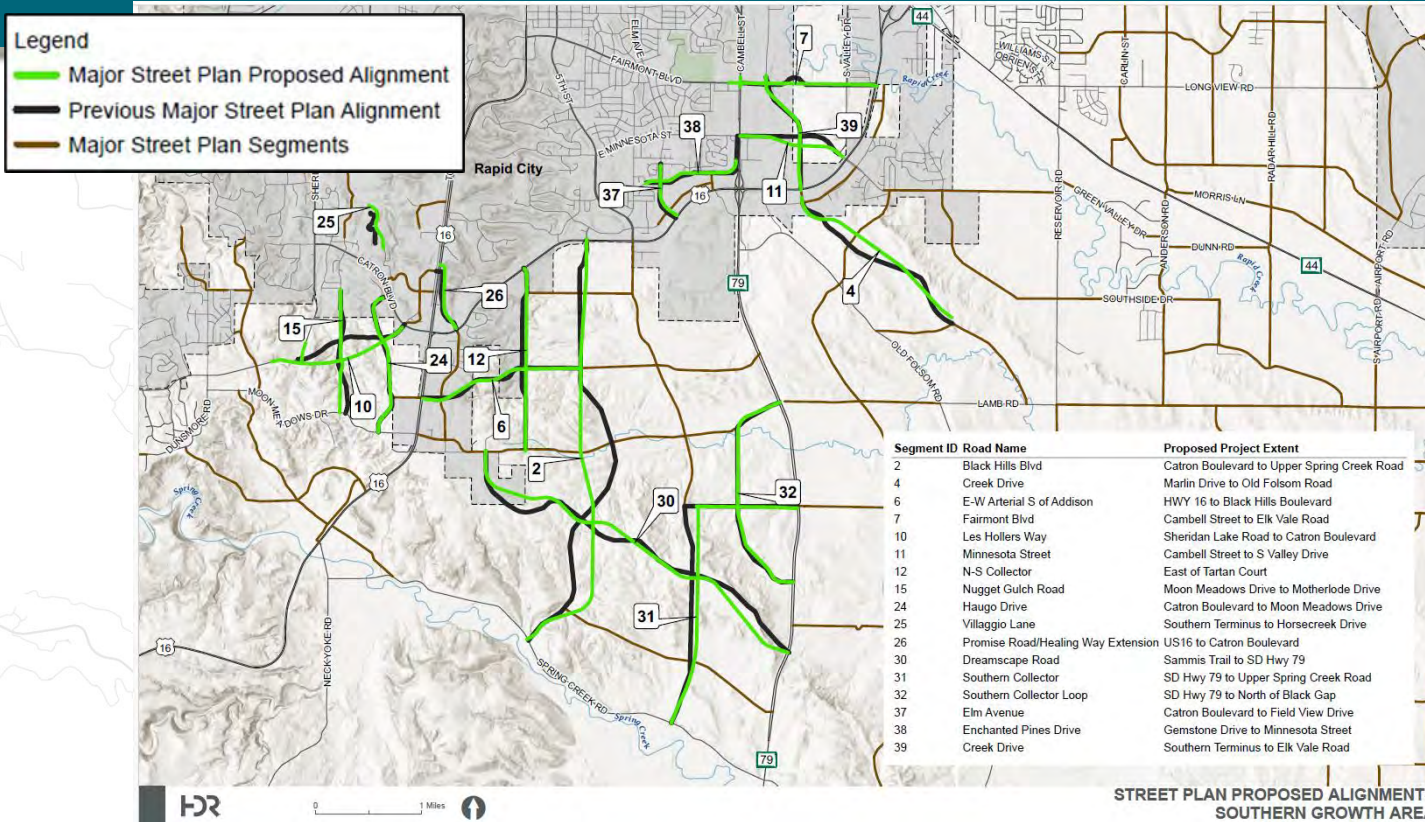 Legend
Major Street Plan Proposed Alignment
Previous Major Street Plan Alignment
Major Street Plan Segments
44
WILLIAMS ST
OBRIEN ST
CARLIN ST
LONG VIEW RD
RADAR HILL RD
ELM AVE
FAIRMONT BLVD
CAMBELL ST
S VALLEY DR
7
Rapid Creek
5TH ST
E MINNESOTA ST
38
39
Rapid City
37
16
11
RESERVOIR RD
GREEN VALLEY DR
MORRIS LN
ANDERSON RD
DUNN RD
Rapid Creek
44
S AIRPORT RD
S AIRPORT RD
SOUTHSIDE DR
25
16
CATRON BLVD
26
79
4
15
24
12
OLD FOLSOM RD
10
MOON MEADOWS DR
DUNSMORE RD
6
LAMB RD
2
16
Spring Creek
30
32
31
NECK YOKE RD
16
SPRING CREEK RD
Spring Creek
79
Segment ID Road Name Proposed Project Extent
2 Black Hills Blvd Catron Boulevard to Upper Spring Creek Road
4 Creek Drive Marlin Drive to Old Folsom Road
6 E-W Arterial S of Addison HWY 16 to Black Hills Boulevard
7 Fairmont Blvd Cambell Street to Elk Vale Road
10 Les Hollers Way Sheridan Lake Road to Catron Boulevard
11 Minnesota Street Cambell Street to S Valley Drive
12 N-S Collector East of Tartan Court
15 Nugget Gulch Road Moon Meadows Drive to Motherlode Drive
24 Haugo Drive Catron Boulevard to Moon Meadows Drive
25 Villaggio Lane Southern Terminus to Horsecreek Drive
26 Promise Road/Healing Way Extension US16 to Catron Boulevard
30 Dreamscape Road Sammis Trail to SD Hwy 79
31 Southern Collector SD Hwy 79 to Upper Spring Creek Road
32 Southern Collector Loop SD Hwy 79 to North of Black Gap
37 Elm Avenue Catron Boulevard to Field View Drive
38 Enchanted Pines Drive Gemstone Drive to Minnesota Street
39 Creek Drive Southern Terminus to Elk Vale Road
HDR
0 1 Miles
STREET PLAN PROPOSED ALIGNMENT
SOUTHERN GROWTH ARE